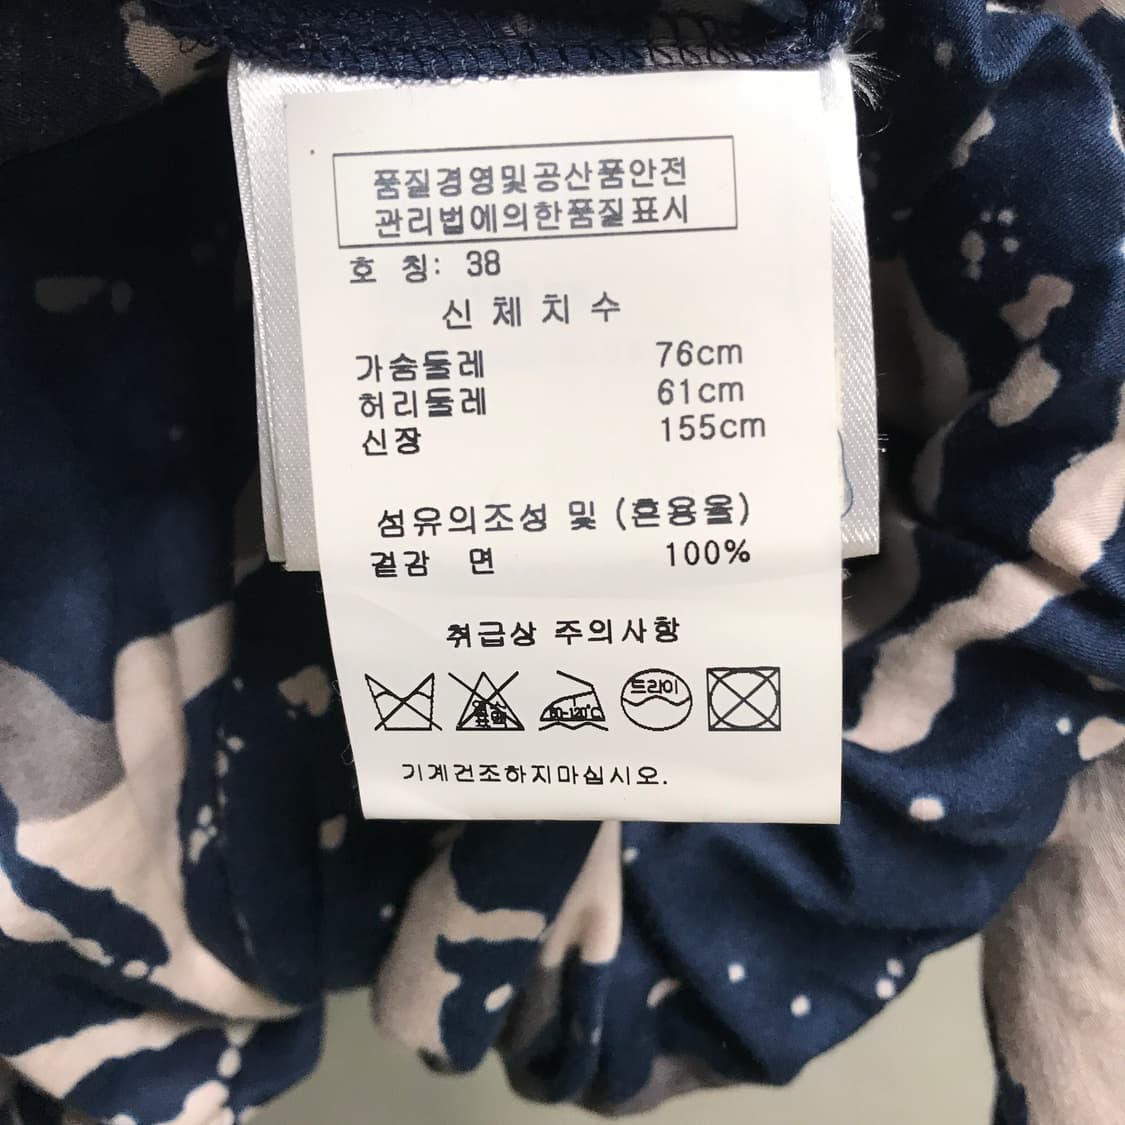 품질경영및공산품안전
관리법에의한품질표시
호 칭: 38
신 체 치 수
가슴둘레 76cm
허리둘레 61cm
신장 155cm
섬유의조성 및 (혼용율)
겉감 면 100%
취급상 주의사항
80-120°C 드라이
기계건조하지마십시오.